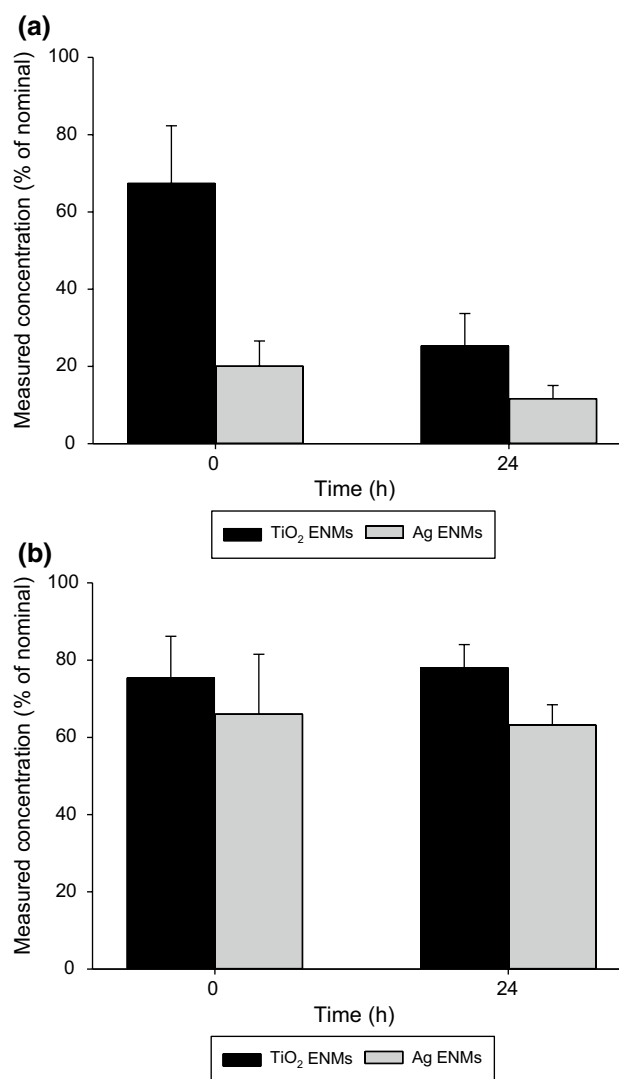 (a)
Measured concentration (% of nominal)
100
80
60
40
20
0
0 24
Time (h)
TiO₂ ENMs Ag ENMs
(b)
Measured concentration (% of nominal)
100
80
60
40
20
0
0 24
Time (h)
TiO₂ ENMs Ag ENMs